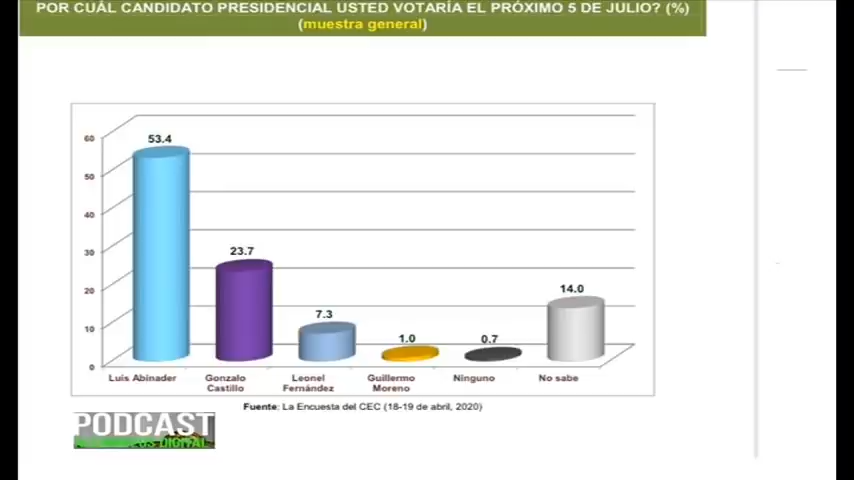 POR CUÁL CANDIDATO PRESIDENCIAL USTED VOTARÍA EL PRÓXIMO 5 DE JULIO? (%)
(muestra general)
60
50
40
30
20
10
0
53.4
23.7
7.3
1.0
0.7
14.0
Luis Abinader
Gonzalo
Castillo
Leonel
Fernández
Guillermo
Moreno
Ninguno
No sabe
Fuente: La Encuesta del CEC (18-19 de abril, 2020)
PODCAST
DIGITAL